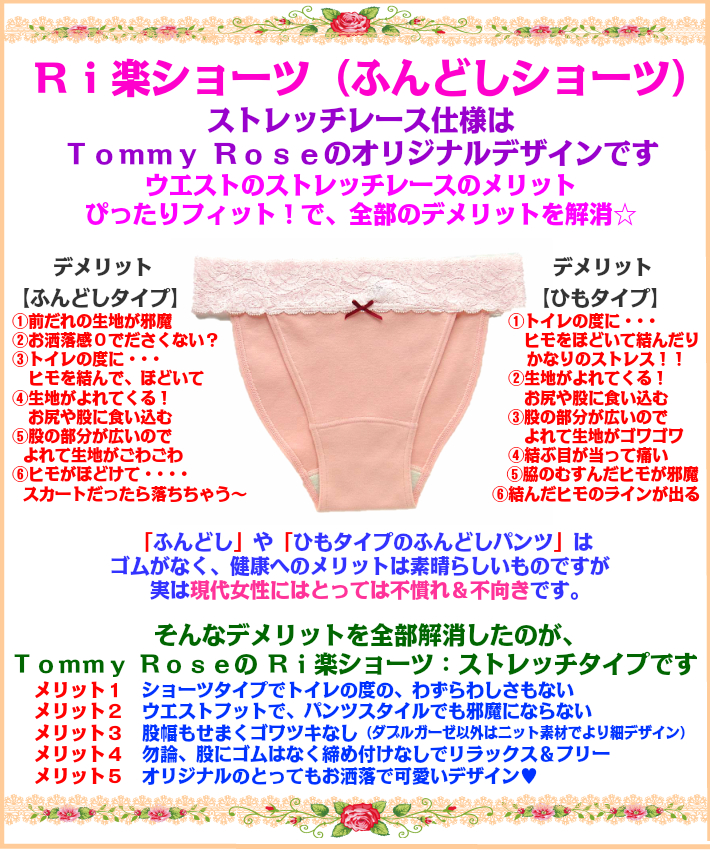 Ｒｉ楽ショーツ（ふんどしショーツ）
ストレッチレース仕様は
Ｔｏｍｍｙ Ｒｏｓｅのオリジナルデザインです
ウエストのストレッチレースのメリット
ぴったりフィット！で、全部のデメリットを解消☆
デメリット
【ふんどしタイプ】
①前だれの生地が邪魔
②お洒落感０でださくない？
③トイレの度に・・・
ヒモを結んで、ほどいて
④生地がよれてくる！
お尻や股に食い込む
⑤股の部分が広いので
よれて生地がごわごわ
⑥ヒモがほどけて・・・・
スカートだったら落ちちゃう～
デメリット
【ひもタイプ】
①トイレの度に・・・
ヒモをほどいて結んだり
かなりのストレス！！
②生地がよれてくる！
お尻や股に食い込む
③股の部分が広いので
よれて生地がゴワゴワ
④結ぶ目が当って痛い
⑤脇のむすんだヒモが邪魔
⑥結んだヒモのラインが出る
「ふんどし」や「ひもタイプのふんどしパンツ」は
ゴムがなく、健康へのメリットは素晴らしいものですが
実は現代女性にはとっては不慣れ＆不向きです。
そんなデメリットを全部解消したのが、
Ｔｏｍｍｙ Ｒｏｓｅの Ｒｉ楽ショーツ：ストレッチタイプです
メリット１ ショーツタイプでトイレの度の、わずらわしさもない
メリット２ ウエストフットで、パンツスタイルでも邪魔にならない
メリット３ 股幅もせまくゴワツキなし（ダブルガーゼ以外はニット素材でより細デザイン）
メリット４ 勿論、股にゴムはなく締め付けなしでリラックス＆フリー
メリット５ オリジナルのとってもお洒落で可愛いデザイン♥